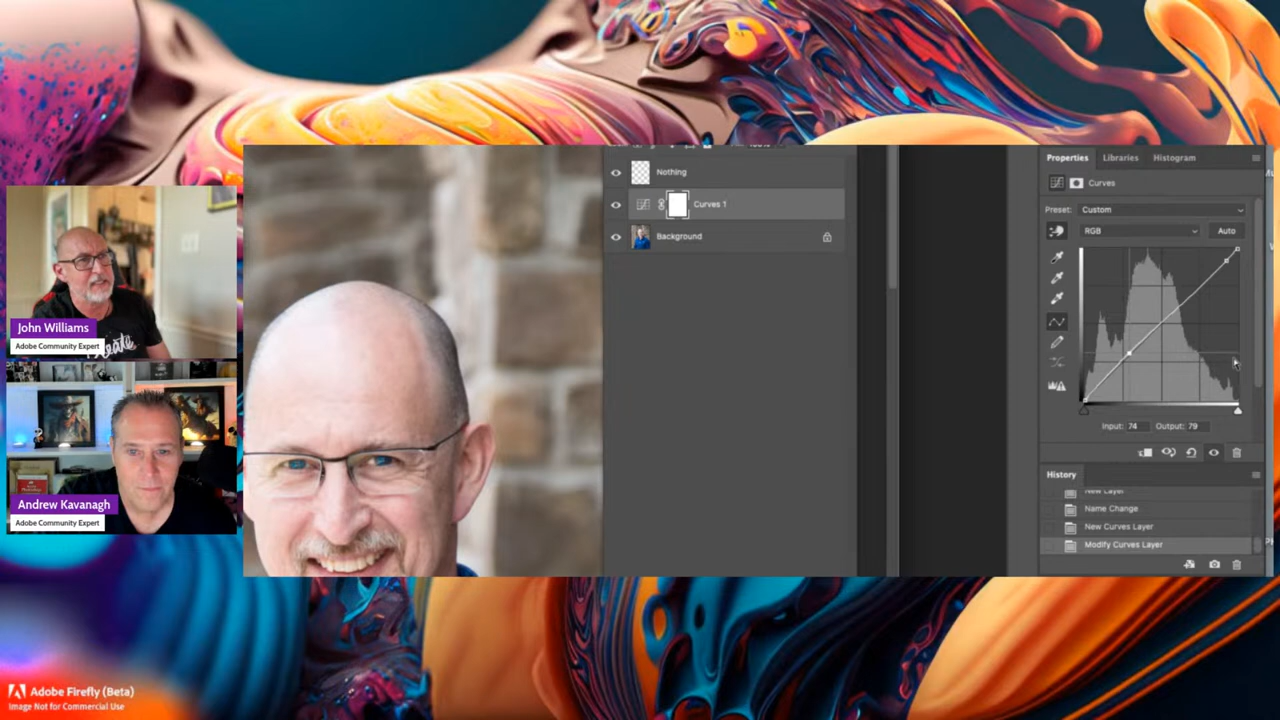 John Williams
Adobe Community Expert
Andrew Kavanagh
Adobe Community Expert
Nothing
Curves 1
Background
Properties
Libraries
Histogram
Curves
Preset: Custom
RGB
Auto
Input: 74 Output: 79
History
New Layer
Name Change
New Curves Layer
Modify Curves Layer
Adobe Firefly (Beta)
Image Not for Commercial Use